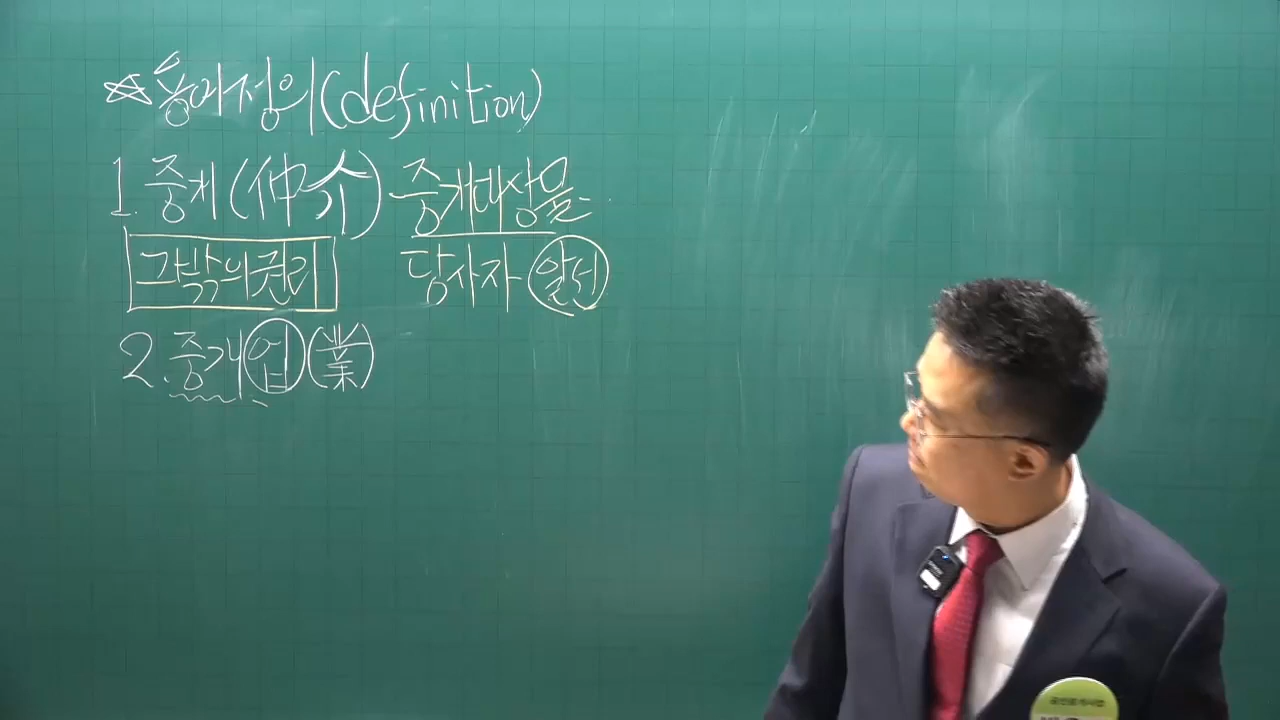 ☆용어정의(definition)
1. 중개(仲介) 중개대상물
그밖의권리 당사자 알선
2. 중개업(業)